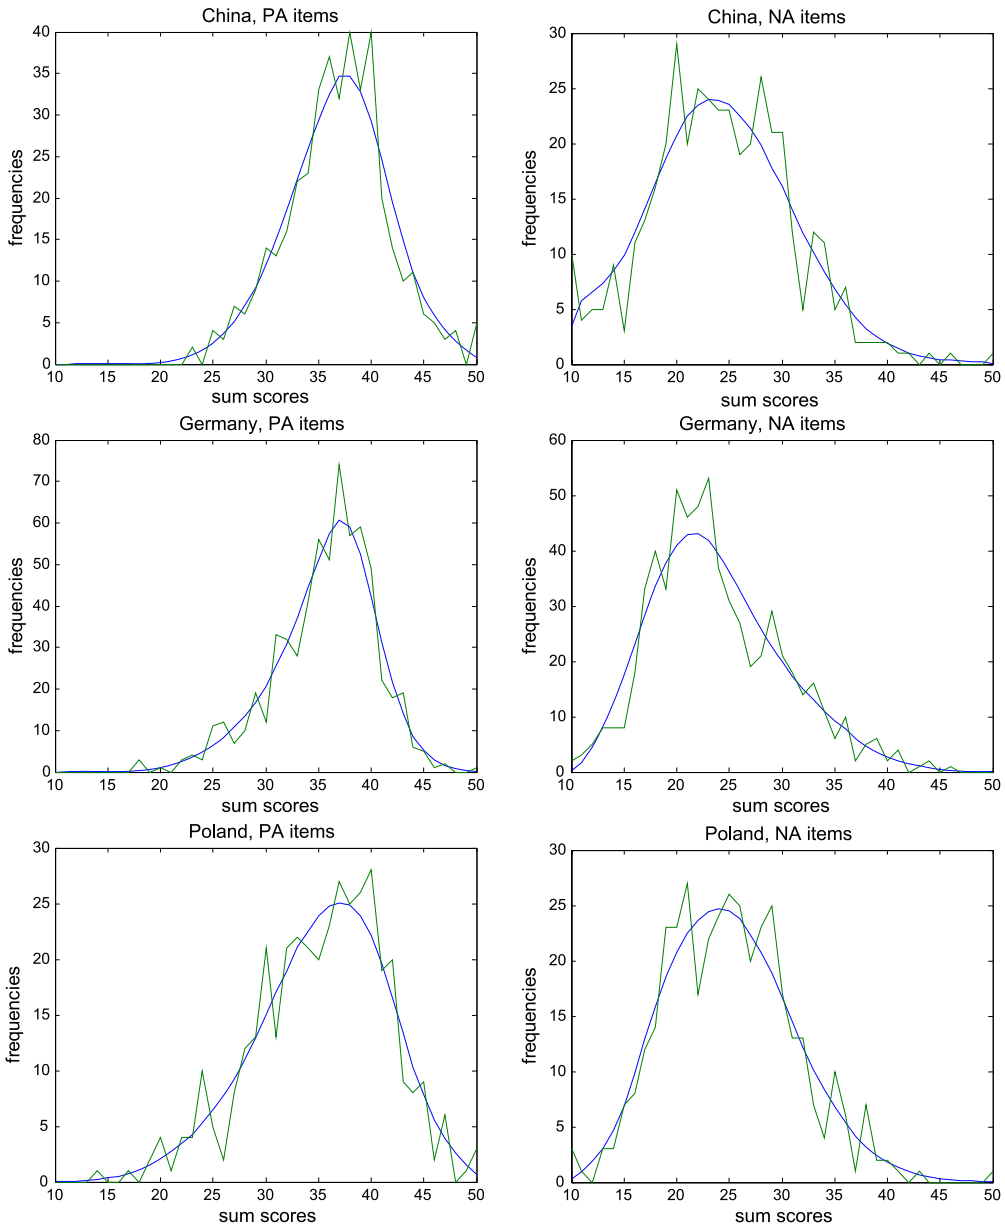 China, PA items
40
35
30
25
20
15
10
5
0
frequencies
10 15 20 25 30 35 40 45 50
sum scores
China, NA items
30
25
20
15
10
5
0
frequencies
10 15 20 25 30 35 40 45 50
sum scores
Germany, PA items
80
70
60
50
40
30
20
10
0
frequencies
10 15 20 25 30 35 40 45 50
sum scores
Germany, NA items
60
50
40
30
20
10
0
frequencies
10 15 20 25 30 35 40 45 50
sum scores
Poland, PA items
30
25
20
15
10
5
0
frequencies
10 15 20 25 30 35 40 45 50
sum scores
Poland, NA items
30
25
20
15
10
5
0
frequencies
10 15 20 25 30 35 40 45 50
sum scores